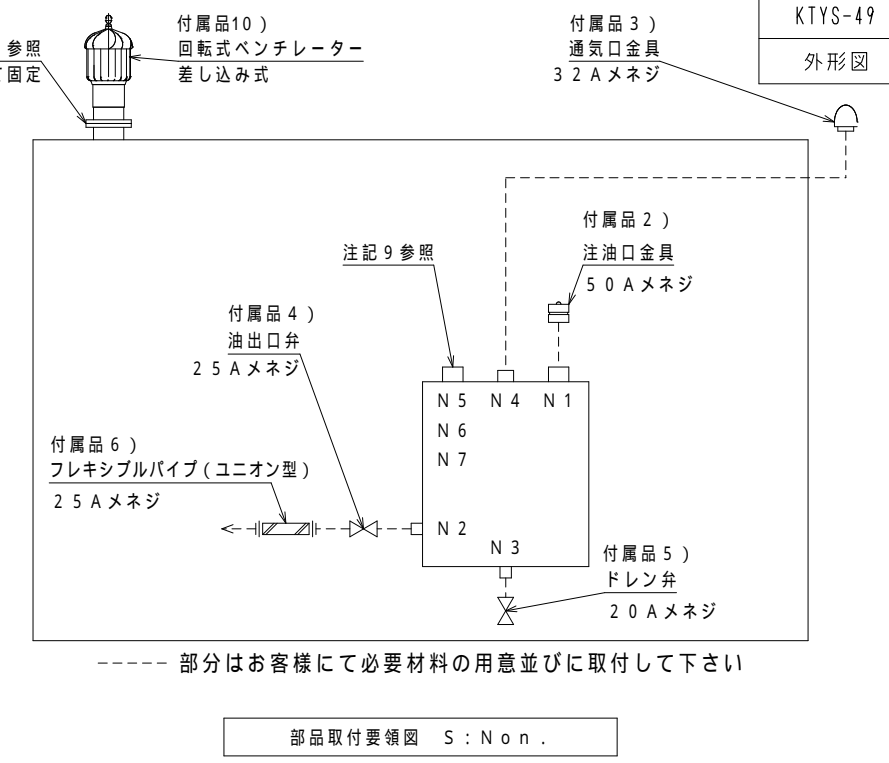 KTYS-49
外形図
参照
て固定
付属品10)
回転式ベンチレーター
差し込み式
付属品3)
通気口金具
32Aメネジ
付属品2)
注油口金具
50Aメネジ
注記9参照
付属品4)
油出口弁
25Aメネジ
N5 N4 N1
N6
N7
付属品6)
フレキシブルパイプ(ユニオン型)
25Aメネジ
N2
N3
付属品5)
ドレン弁
20Aメネジ
----- 部分はお客様にて必要材料の用意並びに取付して下さい
部品取付要領図 S:Non.